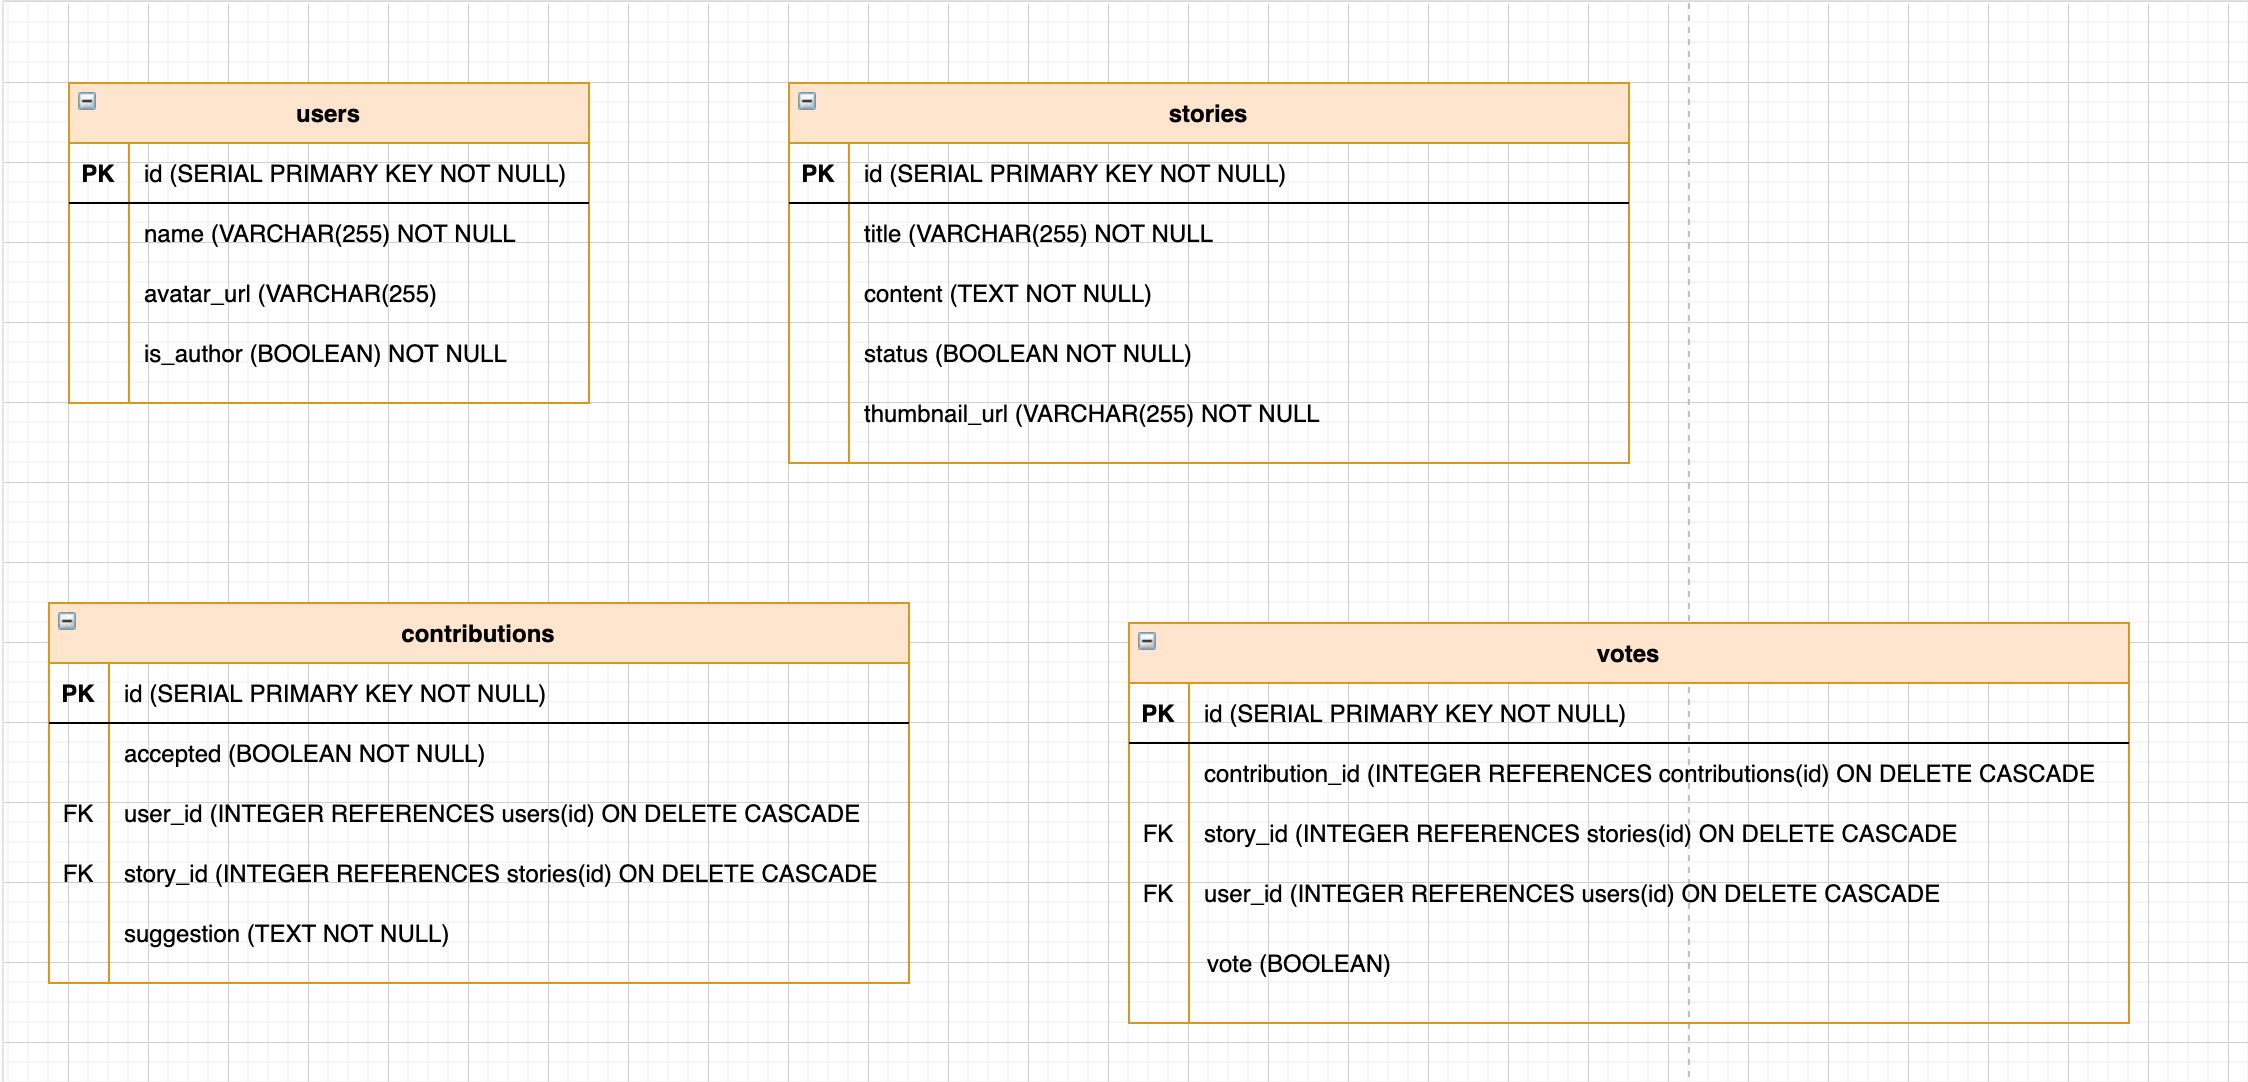 users
PK id (SERIAL PRIMARY KEY NOT NULL)
name (VARCHAR(255) NOT NULL
avatar_url (VARCHAR(255)
is_author (BOOLEAN) NOT NULL
stories
PK id (SERIAL PRIMARY KEY NOT NULL)
title (VARCHAR(255) NOT NULL
content (TEXT NOT NULL)
status (BOOLEAN NOT NULL)
thumbnail_url (VARCHAR(255) NOT NULL
contributions
PK id (SERIAL PRIMARY KEY NOT NULL)
accepted (BOOLEAN NOT NULL)
FK user_id (INTEGER REFERENCES users(id) ON DELETE CASCADE
FK story_id (INTEGER REFERENCES stories(id) ON DELETE CASCADE
suggestion (TEXT NOT NULL)
votes
PK id (SERIAL PRIMARY KEY NOT NULL)
contribution_id (INTEGER REFERENCES contributions(id) ON DELETE CASCADE
FK story_id (INTEGER REFERENCES stories(id) ON DELETE CASCADE
FK user_id (INTEGER REFERENCES users(id) ON DELETE CASCADE
vote (BOOLEAN)